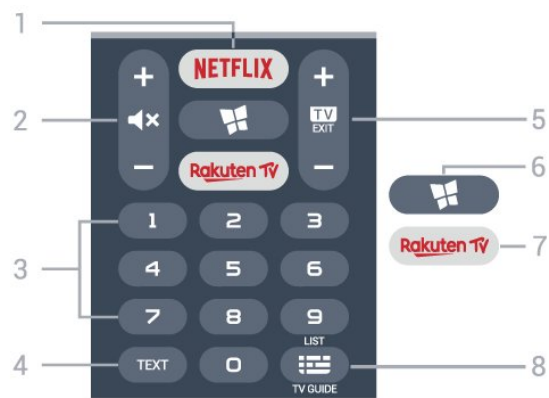 1
NETFLIX
+ +
2
TV
EXIT
5
− −
6
Rakuten TV
1 2 3
Rakuten TV
7
3
4 5 6
7 8 9
LIST
4
TEXT 0
8
TV GUIDE